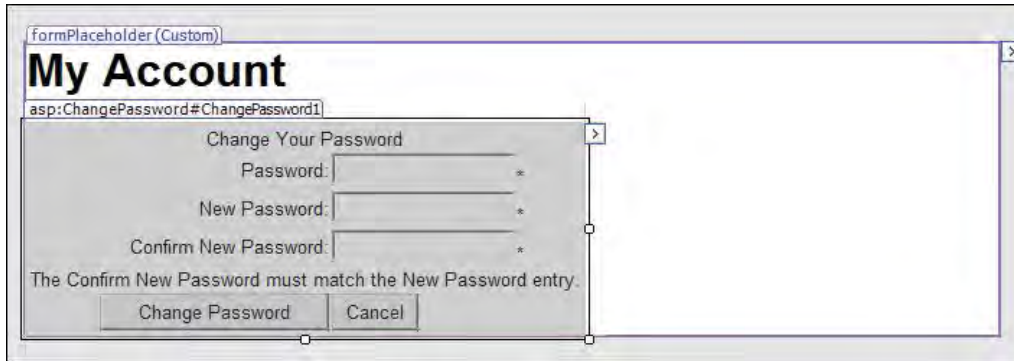 formPlaceholder (Custom)
My Account
asp:ChangePassword#ChangePassword1
Change Your Password
Password: *
New Password: *
Confirm New Password: *
The Confirm New Password must match the New Password entry.
Change Password Cancel